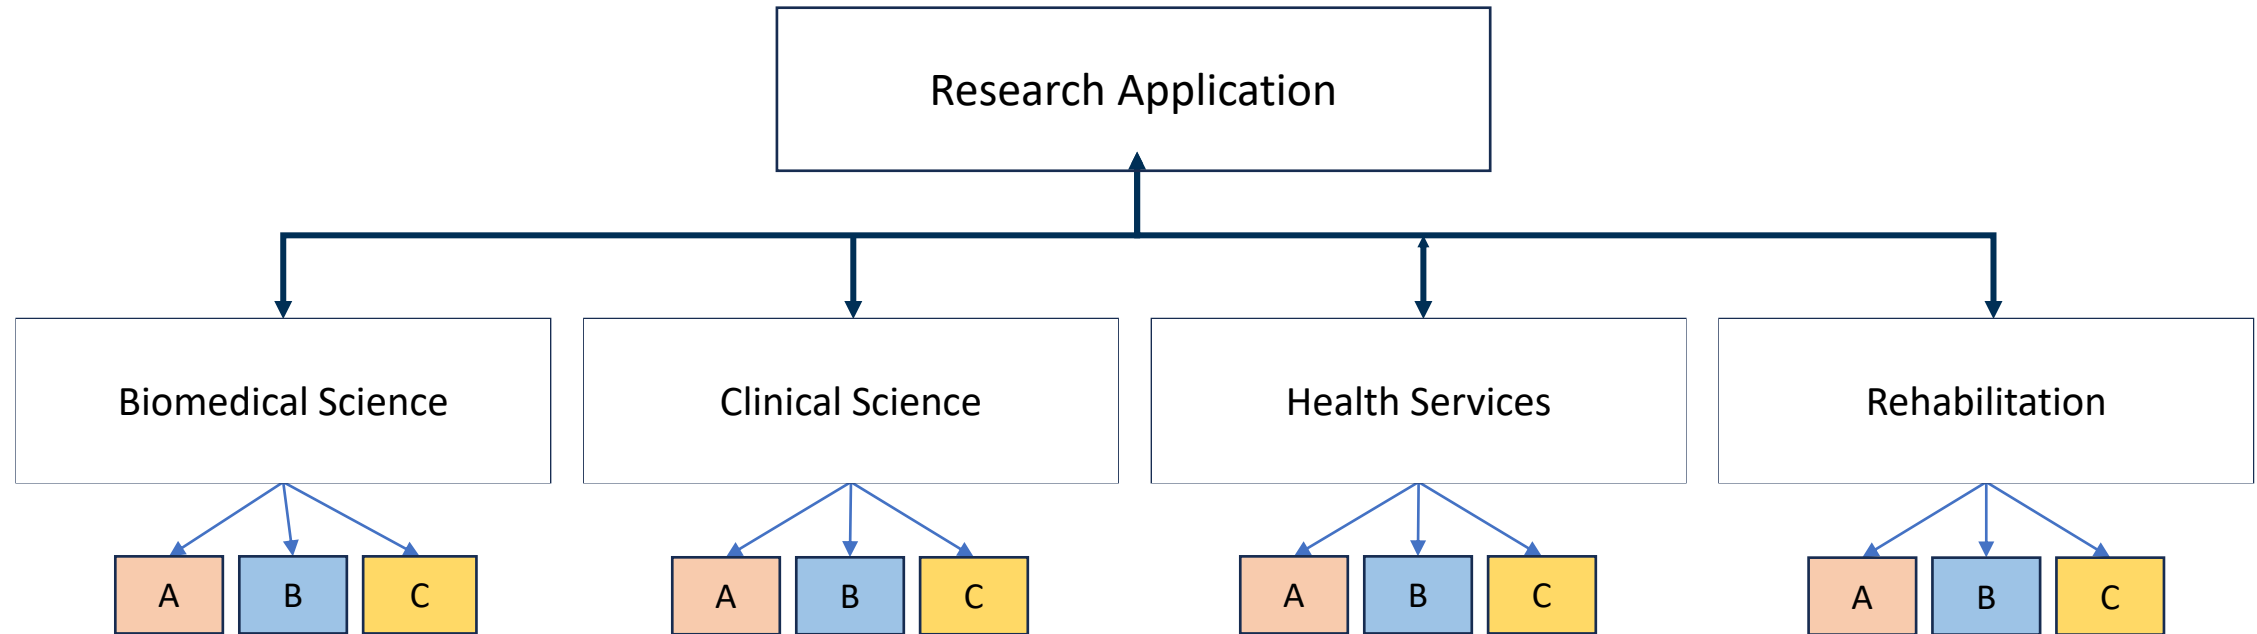 Research Application
Biomedical Science
Clinical Science
Health Services
Rehabilitation
A B C
A B C
A B C
A B C